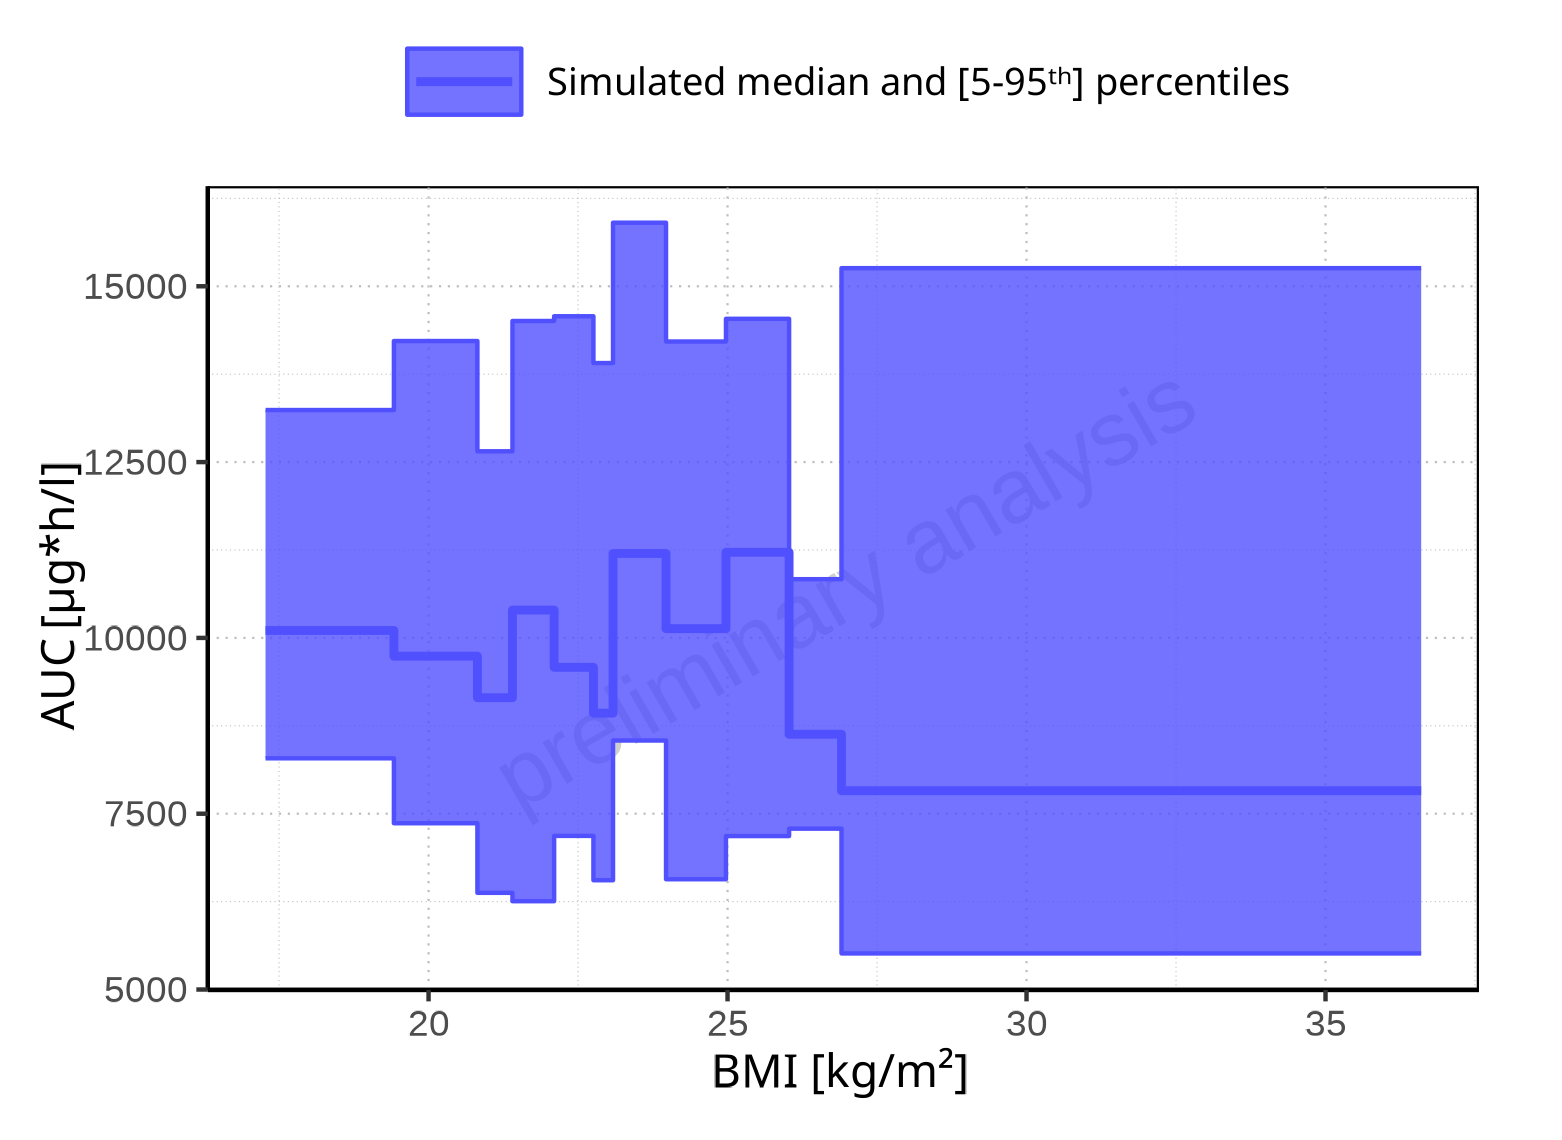 Simulated median and [5-95ᵗʰ] percentiles
AUC [µg*h/l]
15000
12500
10000
7500
5000
preliminary analysis
20 25 30 35
BMI [kg/m²]